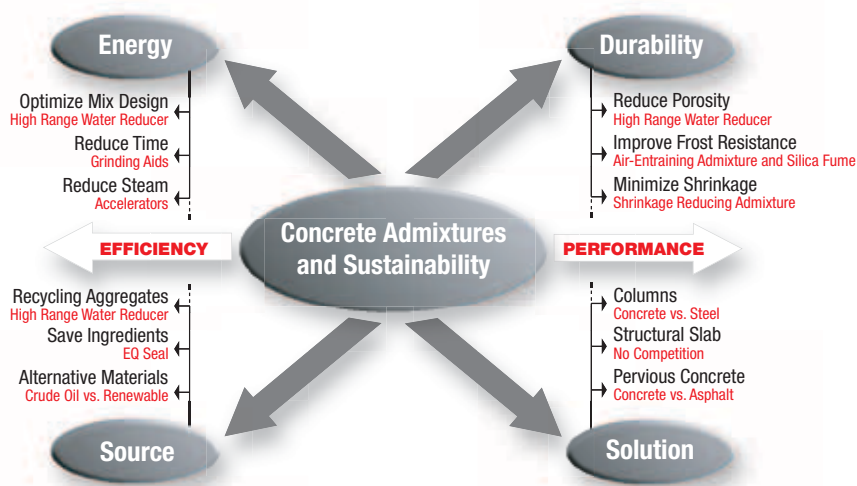 Energy
Optimize Mix Design
High Range Water Reducer
Reduce Time
Grinding Aids
Reduce Steam
Accelerators
EFFICIENCY
Recycling Aggregates
High Range Water Reducer
Save Ingredients
EQ Seal
Alternative Materials
Crude Oil vs. Renewable
Source
Concrete Admixtures
and Sustainability
Durability
Reduce Porosity
High Range Water Reducer
Improve Frost Resistance
Air-Entraining Admixture and Silica Fume
Minimize Shrinkage
Shrinkage Reducing Admixture
PERFORMANCE
Columns
Concrete vs. Steel
Structural Slab
No Competition
Pervious Concrete
Concrete vs. Asphalt
Solution